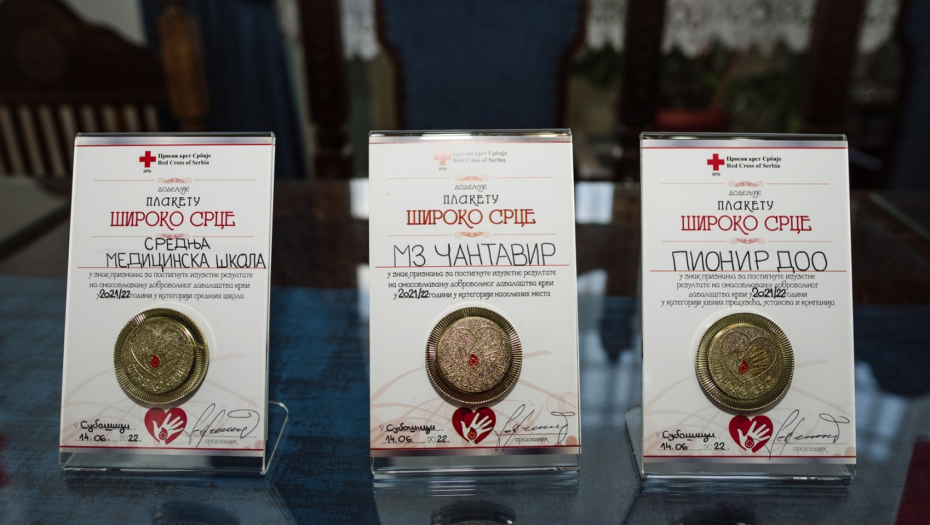 Црвени крст Србије
Red Cross of Serbia
1876
додељује
ПЛАКЕТУ
ШИРОКО СРЦЕ
СРЕДЊА
МЕДИЦИНСКА ШКОЛА
у знак признања за постигнуте изузетне резултате
на омасовљавању добровољног давалаштва крви
у 2021/22 години у категорији средњих школа
У Суботици
14.06. 2022.
председник
Црвени крст Србије
Red Cross of Serbia
1876
додељује
ПЛАКЕТУ
ШИРОКО СРЦЕ
МЗ ЧАНТАВИР
у знак признања за постигнуте изузетне резултате
на омасовљавању добровољног давалаштва крви
у 2021/22 години у категорији насељених места
У Суботици
14.06. 2022.
председник
Црвени крст Србије
Red Cross of Serbia
1876
додељује
ПЛАКЕТУ
ШИРОКО СРЦЕ
ПИОНИР ДОО
у знак признања за постигнуте изузетне
резултате на омасовљавању добровољног
давалаштва крви у 2021/22 години
у категорији јавних предузећа, установа и компанија
У Суботици
14.06. 2022.
председник